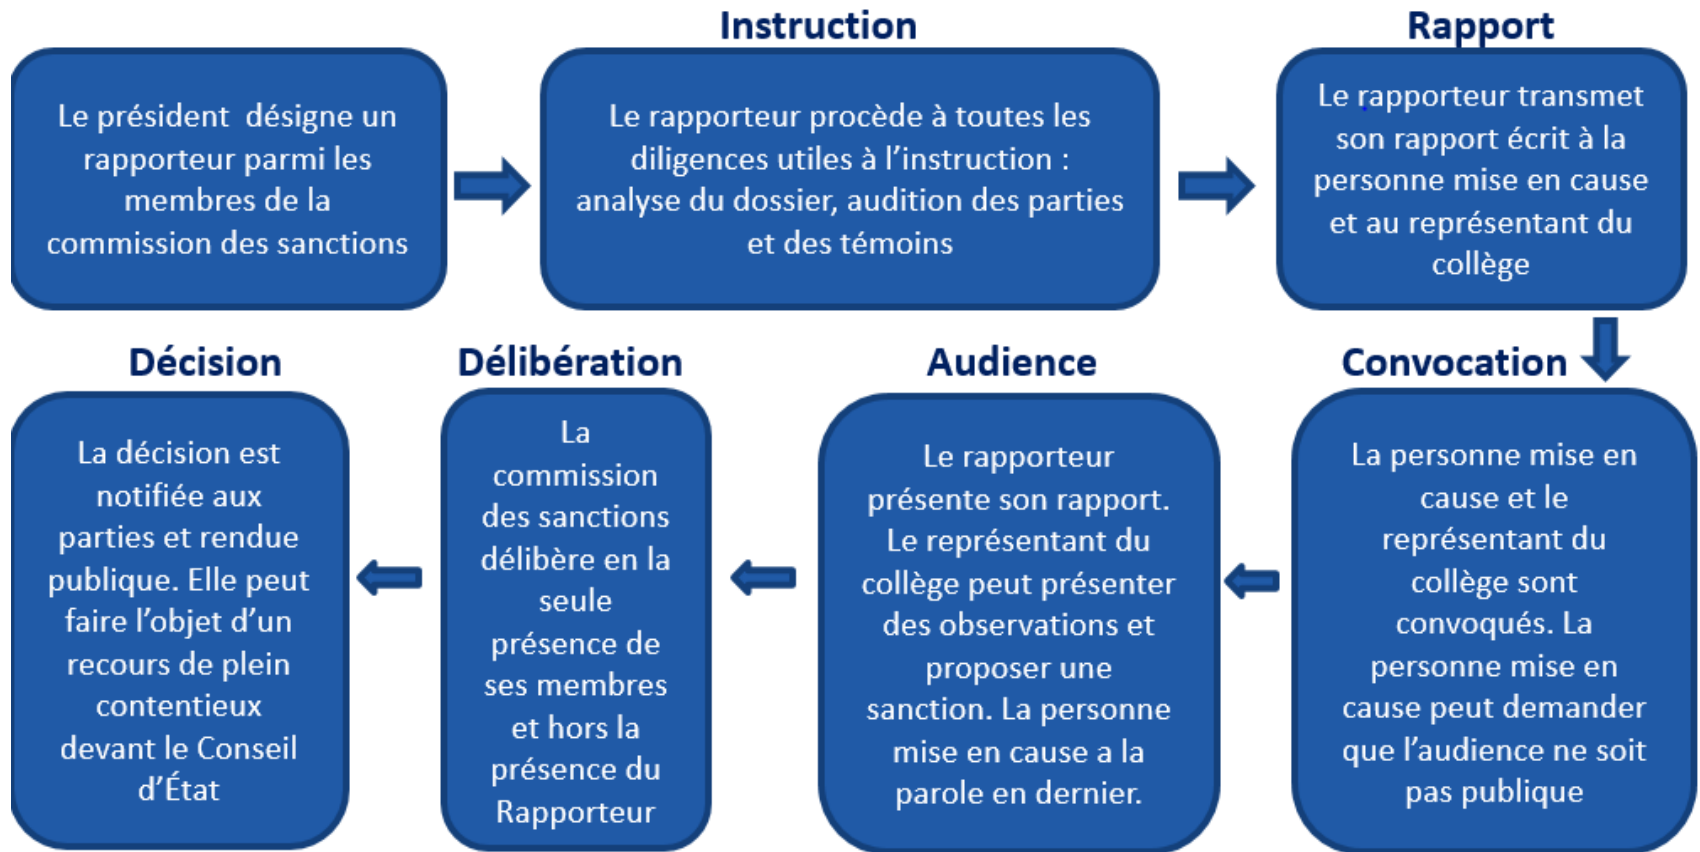 Le président  désigne un
rapporteur parmi les
membres de la
commission des sanctions
Instruction
Le rapporteur procède à toutes les
diligences utiles à l’instruction :
analyse du dossier, audition des parties
et des témoins
Rapport
Le rapporteur transmet
son rapport écrit à la
personne mise en cause
et au représentant du
collège
Convocation
La personne mise en
cause et le
représentant du
collège sont
convoqués. La
personne mise en
cause peut demander
que l’audience ne soit
pas publique
Audience
Le rapporteur
présente son rapport.
Le représentant du
collège peut présenter
des observations et
proposer une
sanction. La personne
mise en cause a la
parole en dernier.
Délibération
La
commission
des sanctions
délibère en la
seule
présence de
ses membres
et hors la
présence du
Rapporteur
Décision
La décision est
notifiée aux
parties et rendue
publique. Elle peut
faire l’objet d’un
recours de plein
contentieux
devant le Conseil
d’État